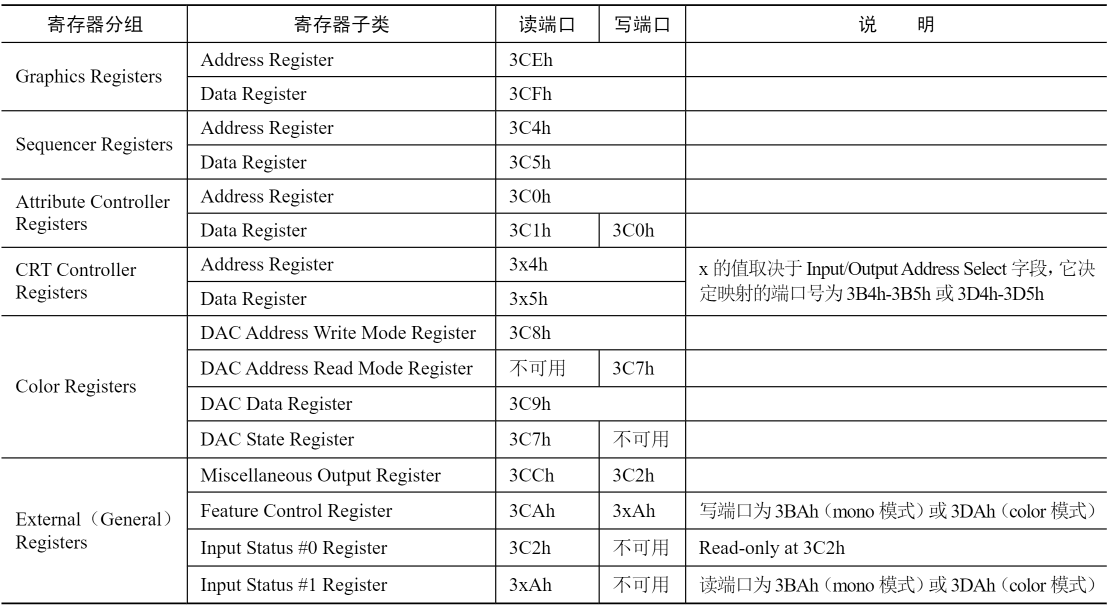 寄存器分组 寄存器子类 读端口 写端口 说 明
Graphics Registers
Address Register 3CEh
Data Register 3CFh
Sequencer Registers
Address Register 3C4h
Data Register 3C5h
Attribute Controller
Registers
Address Register 3C0h
Data Register 3C1h 3C0h
CRT Controller
Registers
Address Register 3x4h
Data Register 3x5h
x 的值取决于 Input/Output Address Select 字段，它决
定映射的端口号为 3B4h-3B5h 或 3D4h-3D5h
Color Registers
DAC Address Write Mode Register 3C8h
DAC Address Read Mode Register 不可用 3C7h
DAC Data Register 3C9h
DAC State Register 3C7h 不可用
External（General）
Registers
Miscellaneous Output Register 3CCh 3C2h
Feature Control Register 3CAh 3xAh 写端口为 3BAh（mono 模式）或 3DAh（color 模式）
Input Status #0 Register 3C2h 不可用 Read-only at 3C2h
Input Status #1 Register 3xAh 不可用 读端口为 3BAh（mono 模式）或 3DAh（color 模式）